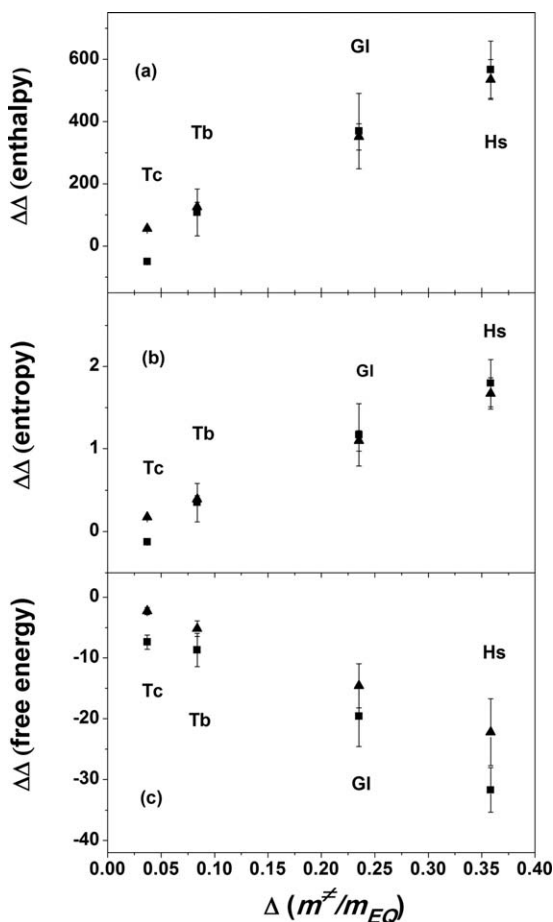 ΔΔ (enthalpy)
600
400
200
0
(a)
Tc
Tb
Gl
Hs
ΔΔ (entropy)
2
1
0
(b)
Tc
Tb
Gl
Hs
ΔΔ (free energy)
0
-10
-20
-30
-40
(c)
Tc
Tb
Gl
Hs
0.00 0.05 0.10 0.15 0.20 0.25 0.30 0.35 0.40
Δ (m≠/mEQ)